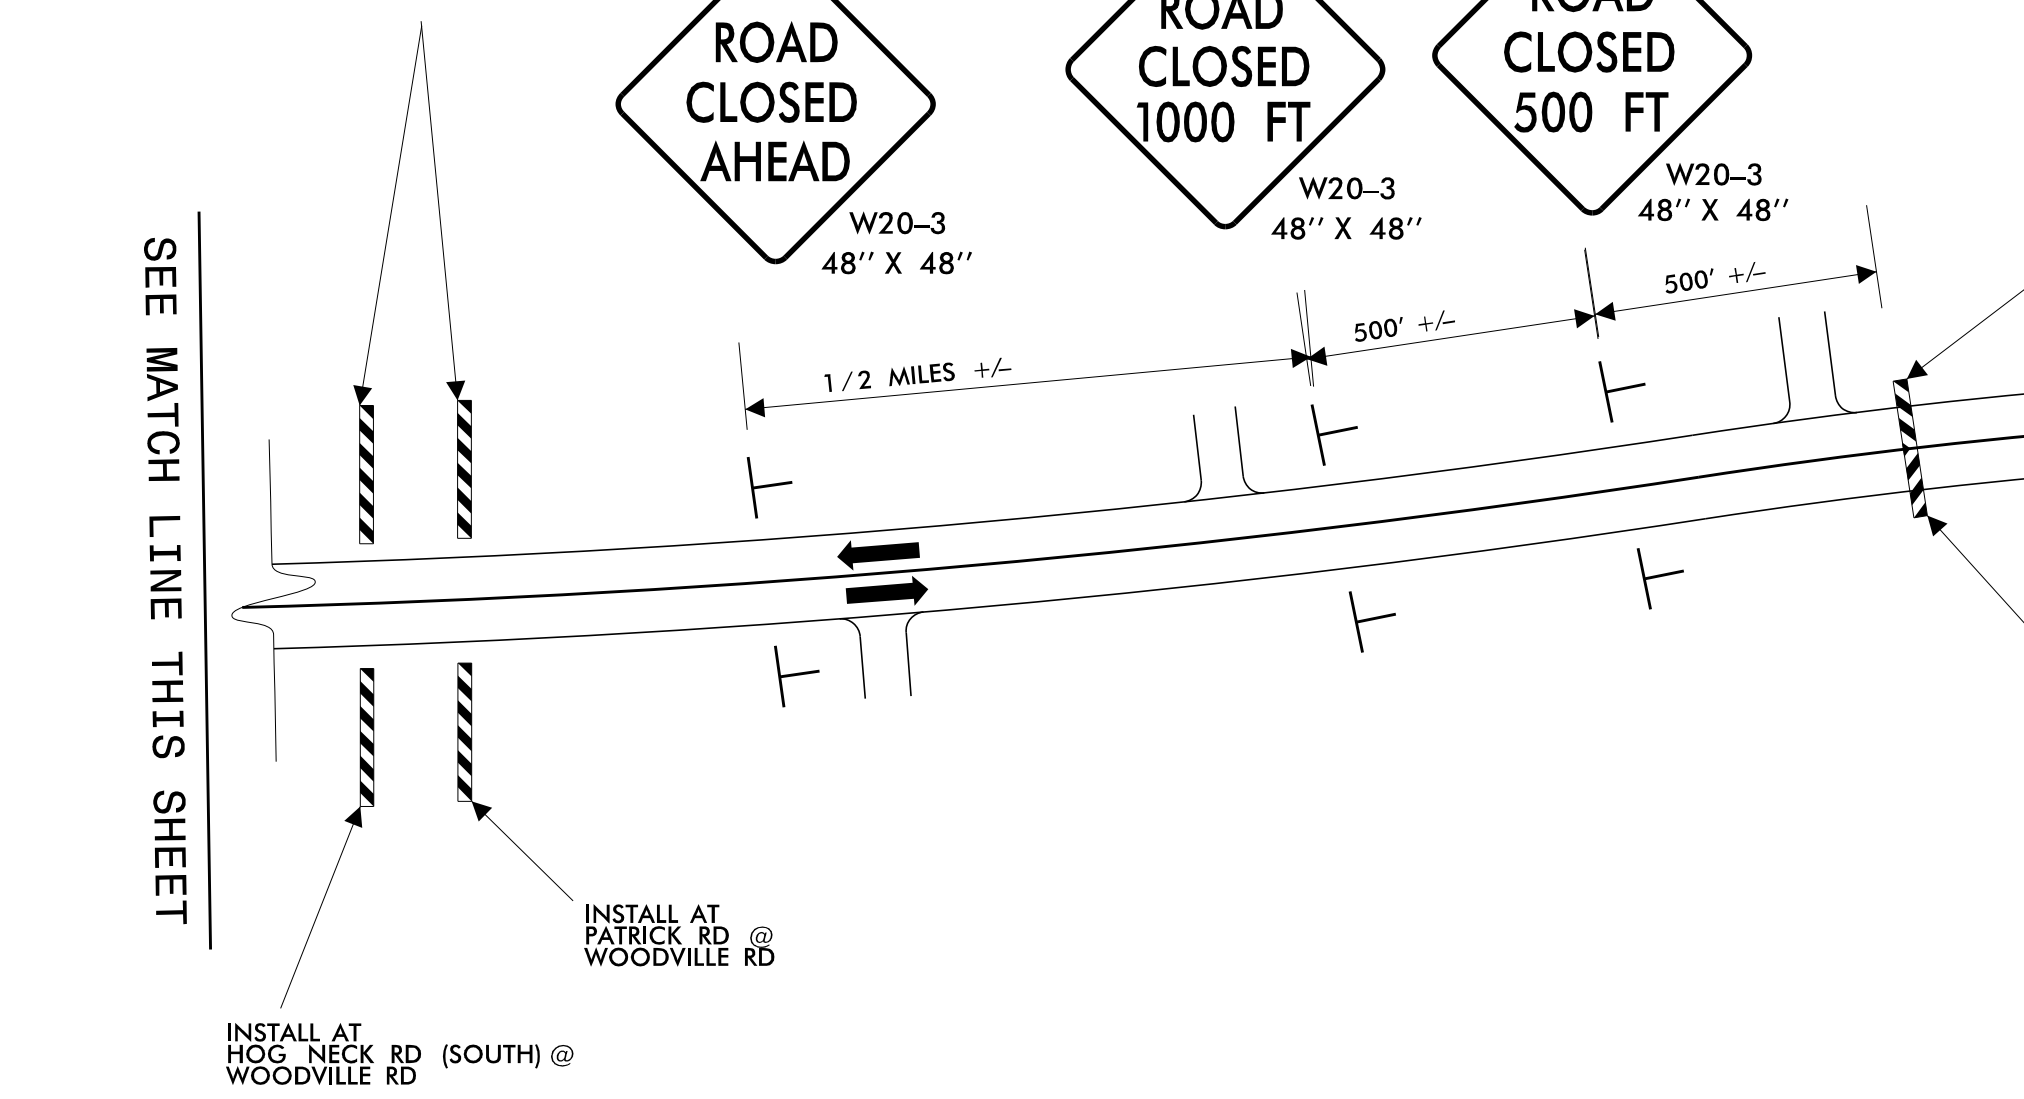 ROAD
CLOSED
AHEAD
W20–3
48’’ X 48’’
ROAD
CLOSED
1000 FT
W20–3
48’’ X 48’’
ROAD
CLOSED
500 FT
W20–3
48’’ X 48’’
SEE MATCH LINE THIS SHEET
1/2 MILES +/–
500’ +/–
500’ +/–
INSTALL AT
PATRICK RD @
WOODVILLE RD
INSTALL AT
HOG NECK RD (SOUTH) @
WOODVILLE RD